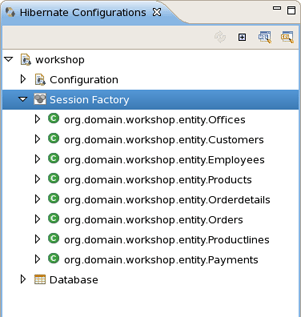 Hibernate Configurations
workshop
Configuration
Session Factory
org.domain.workshop.entity.Offices
org.domain.workshop.entity.Customers
org.domain.workshop.entity.Employees
org.domain.workshop.entity.Products
org.domain.workshop.entity.Orderdetails
org.domain.workshop.entity.Orders
org.domain.workshop.entity.Productlines
org.domain.workshop.entity.Payments
Database